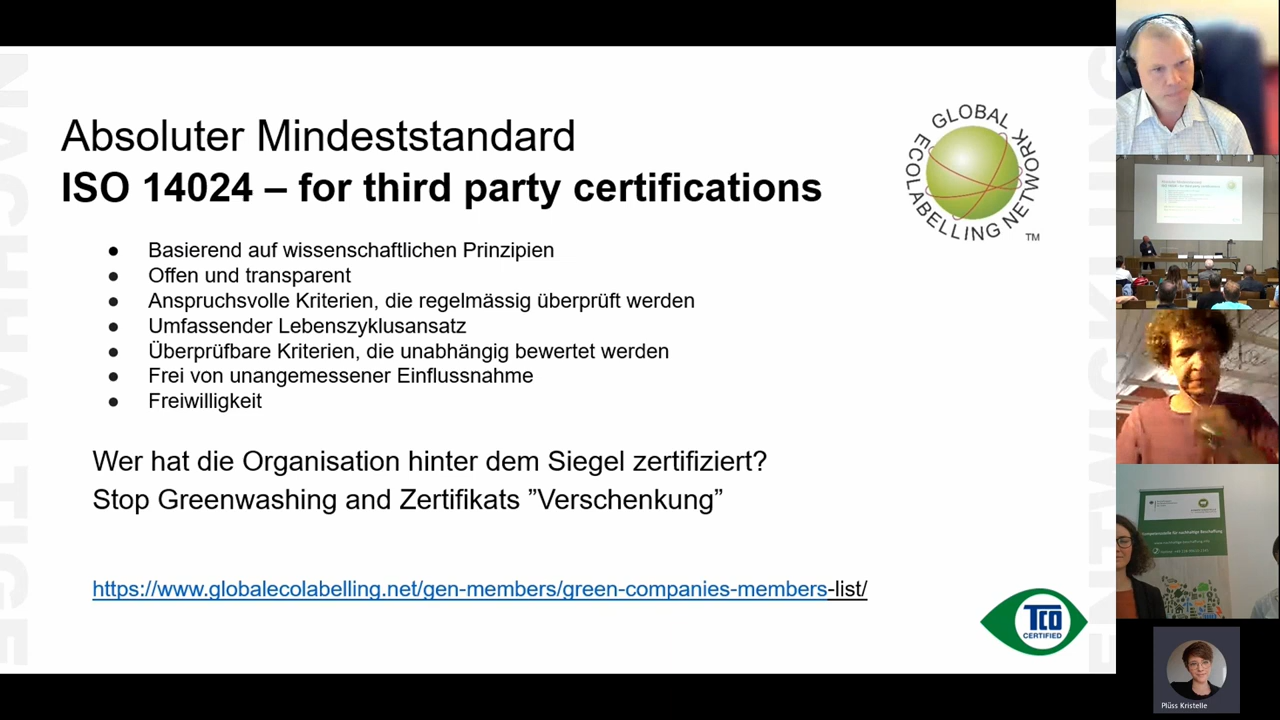 Absoluter Mindeststandard
ISO 14024 – for third party certifications
● Basierend auf wissenschaftlichen Prinzipien
● Offen und transparent
● Anspruchsvolle Kriterien, die regelmässig überprüft werden
● Umfassender Lebenszyklusansatz
● Überprüfbare Kriterien, die unabhängig bewertet werden
● Frei von unangemessener Einflussnahme
● Freiwilligkeit
Wer hat die Organisation hinter dem Siegel zertifiziert?
Stop Greenwashing and Zertifikats ”Verschenkung”
https://www.globalecolabelling.net/gen-members/green-companies-members-list/
GLOBAL ECOLABELLING NETWORK
TM
TCO
CERTIFIED
Plüss Kristelle